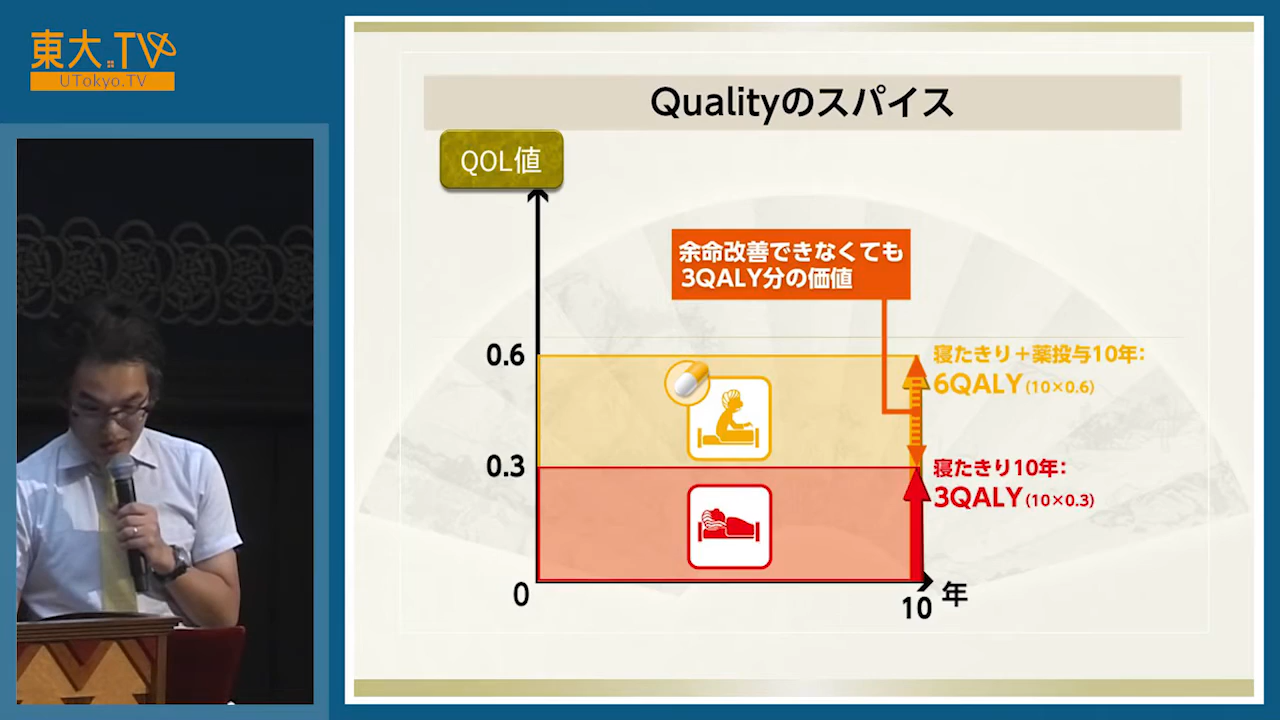 東大.TV
UTokyo.TV
Qualityのスパイス
QOL値
余命改善できなくても
3QALY分の価値
0.6
寝たきり＋薬投与10年:
6QALY(10×0.6)
0.3
寝たきり10年:
3QALY(10×0.3)
0
10 年